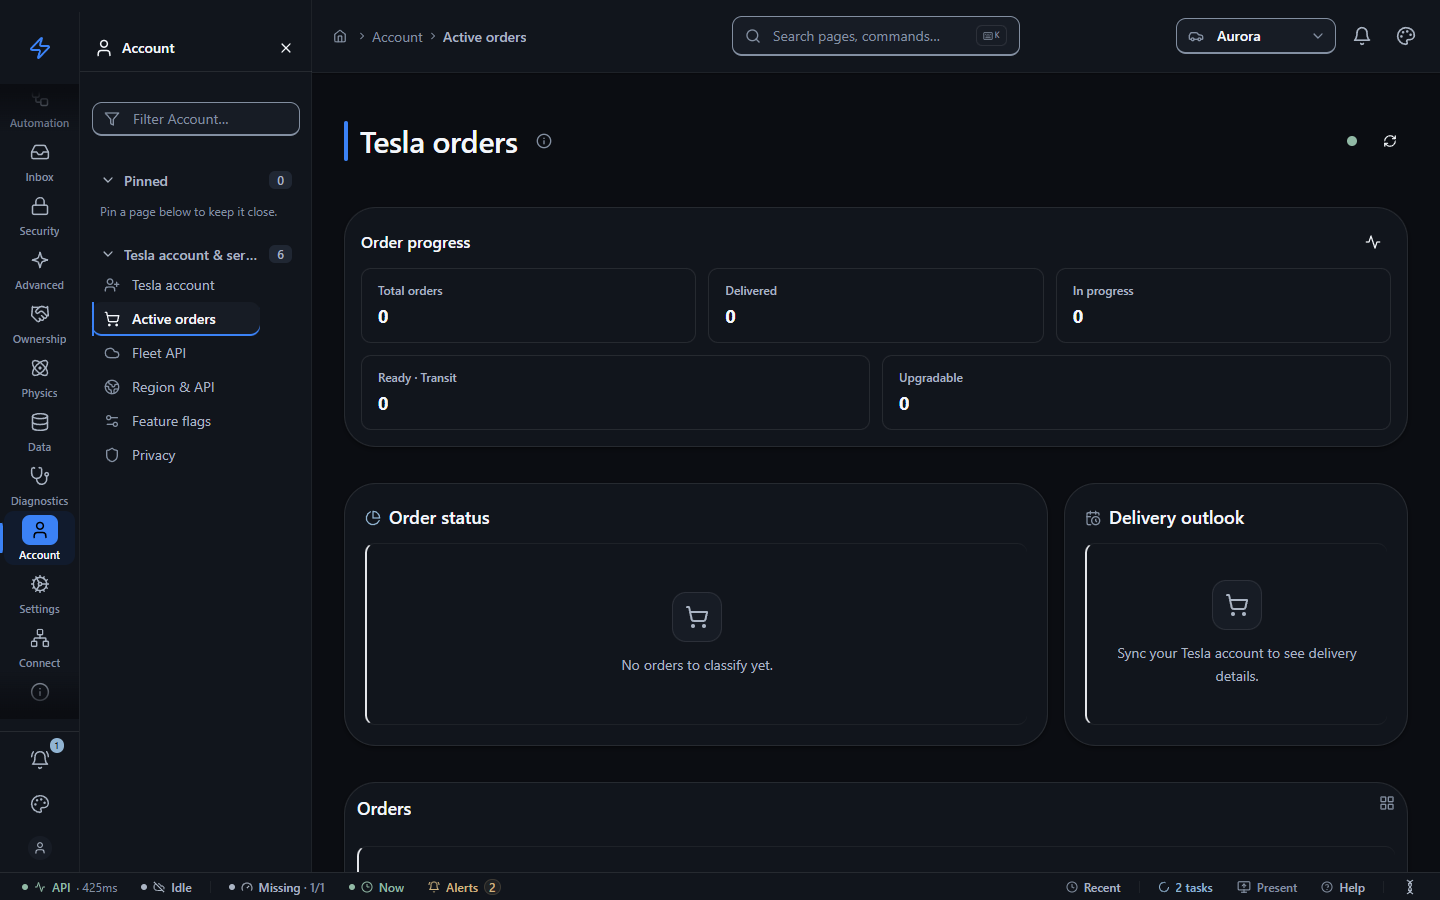 Automation
Inbox
Security
Advanced
Ownership
Physics
Data
Diagnostics
Account
Settings
Connect
1
Account
Filter Account...
Pinned
0
Pin a page below to keep it close.
Tesla account & ser...
6
Tesla account
Active orders
Fleet API
Region & API
Feature flags
Privacy
Account
Active orders
Search pages, commands...
K
Aurora
Tesla orders
Order progress
Total orders
0
Delivered
0
In progress
0
Ready · Transit
0
Upgradable
0
Order status
No orders to classify yet.
Delivery outlook
Sync your Tesla account to see delivery
details.
Orders
API · 425ms
Idle
Missing · 1/1
Now
Alerts 2
Recent
2 tasks
Present
Help